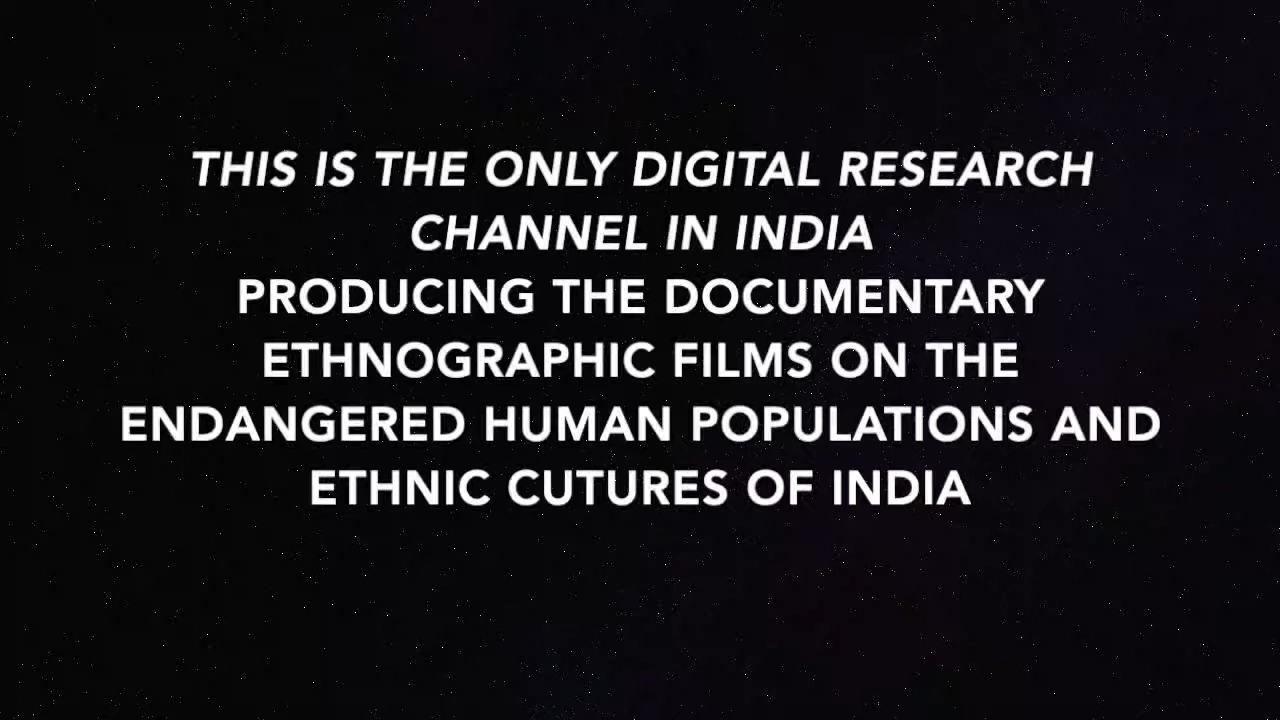 THIS IS THE ONLY DIGITAL RESEARCH
CHANNEL IN INDIA
PRODUCING THE DOCUMENTARY
ETHNOGRAPHIC FILMS ON THE
ENDANGERED HUMAN POPULATIONS AND
ETHNIC CUTURES OF INDIA